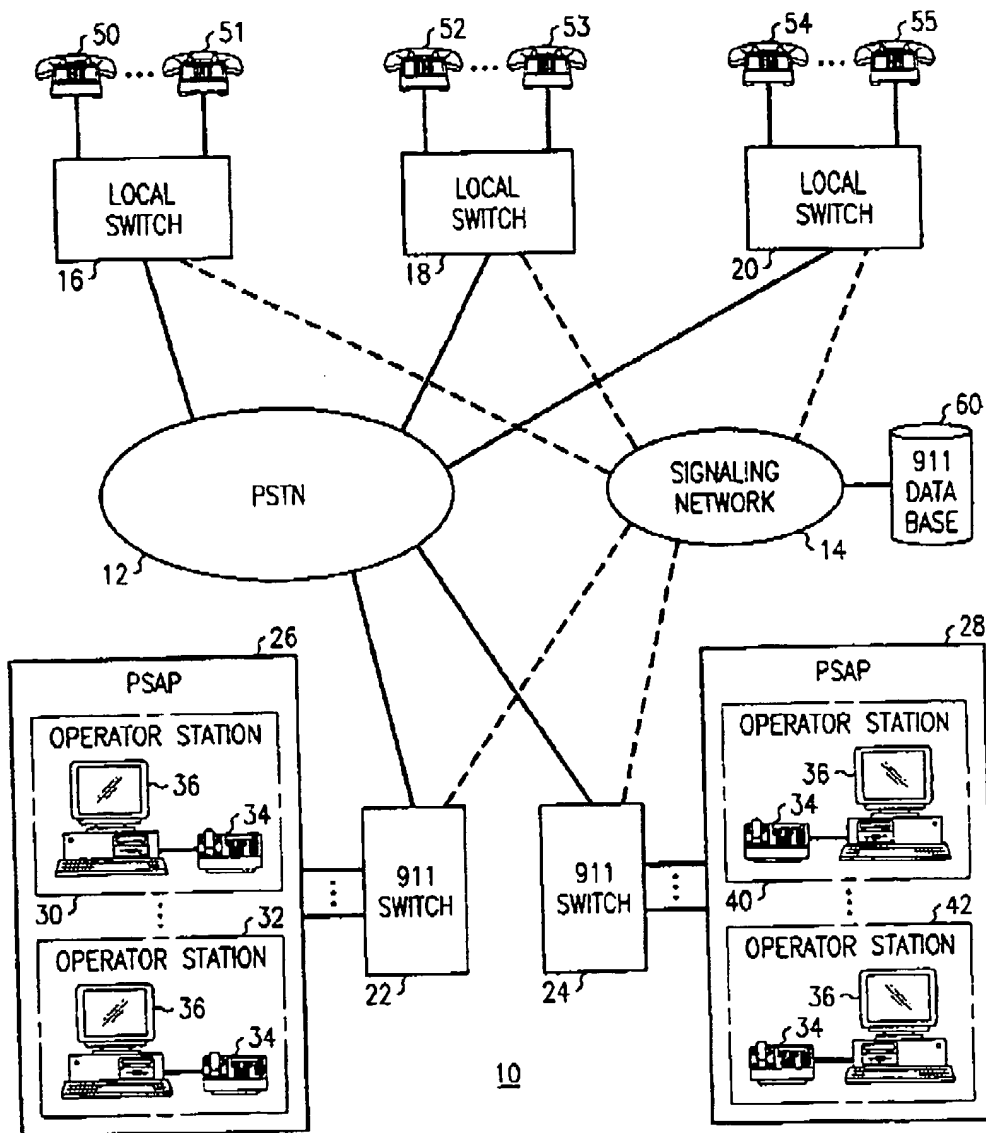 50 51 52 53 54 55
LOCAL
SWITCH
16
LOCAL
SWITCH
18
LOCAL
SWITCH
20
PSTN
12
SIGNALING
NETWORK
14
60
911
DATA
BASE
26
PSAP
OPERATOR STATION
36
34
30
32
OPERATOR STATION
36
34
911
SWITCH
22
911
SWITCH
24
28
PSAP
OPERATOR STATION
36
34
40
42
OPERATOR STATION
36
34
10